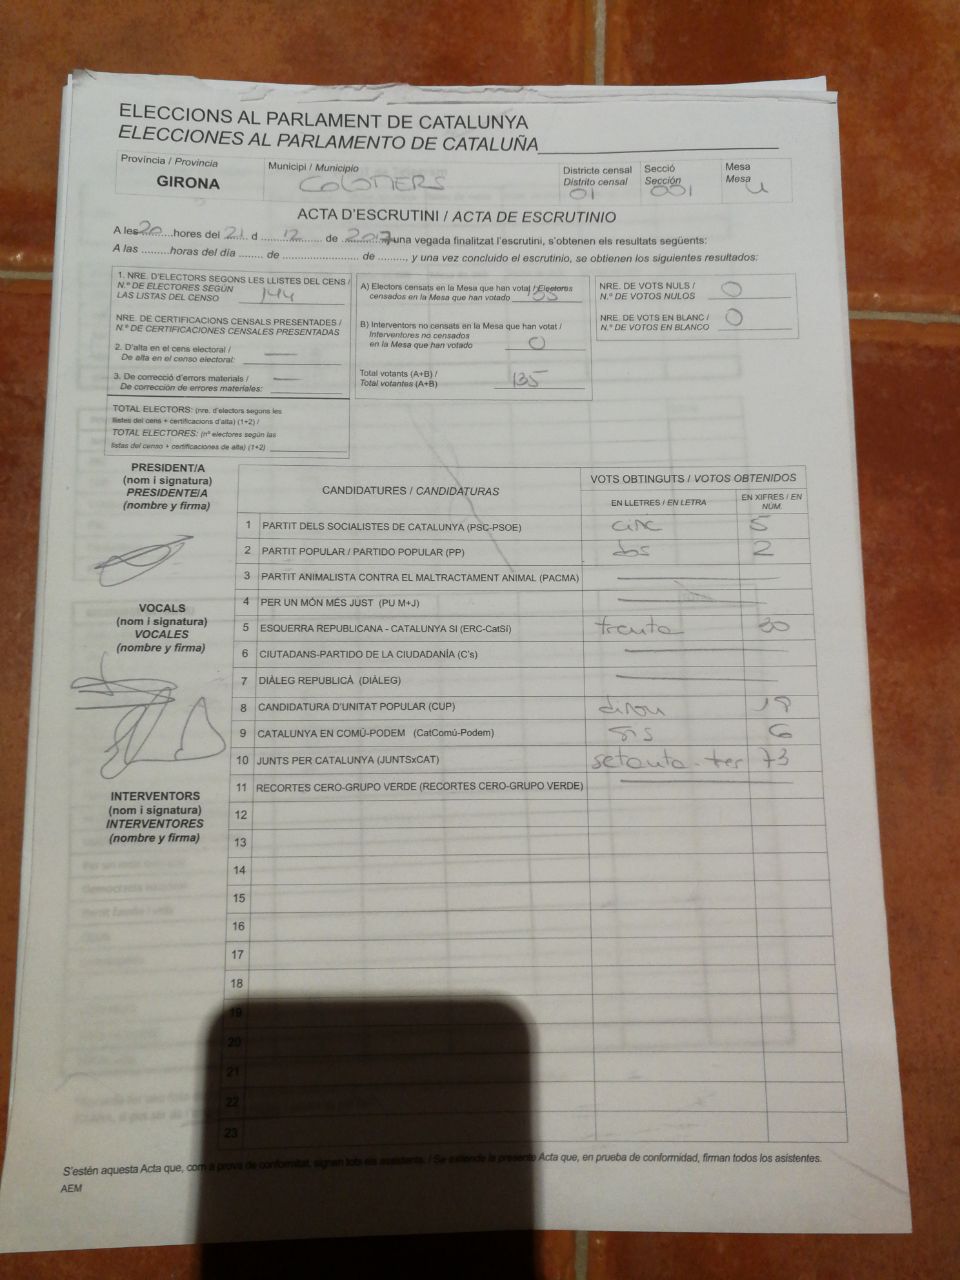 ELECCIONS AL PARLAMENT DE CATALUNYA
ELECCIONES AL PARLAMENTO DE CATALUÑA
Província / Provincia
GIRONA
Municipi / Municipio
COLOMERS
Districte censal
Distrito censal
01
Secció
Sección
001
Mesa
Mesa
U
ACTA D'ESCRUTINI / ACTA DE ESCRUTINIO
A les 20 hores del 21 d 12 de 2017, una vegada finalitzat l'escrutini, s'obtenen els resultats següents:
A las .........horas del día ........ de ........................ de ........., y una vez concluido el escrutinio, se obtienen los siguientes resultados:
1. NRE. D'ELECTORS SEGONS LES LLISTES DEL CENS /
N.º DE ELECTORES SEGÚN
LAS LISTAS DEL CENSO 144
NRE. DE CERTIFICACIONS CENSALS PRESENTADES /
N.º DE CERTIFICACIONES CENSALES PRESENTADAS
2. D'alta en el cens electoral /
De alta en el censo electoral:
3. De correcció d'errors materials /
De corrección de errores materiales:
TOTAL ELECTORS: (nre. d'electors segons les
llistes del cens + certificacions d'alta) (1+2) /
TOTAL ELECTORES: (nº electores según las
listas del censo + certificaciones de alta) (1+2)
A) Electors censats en la Mesa que han votat / Electores
censados en la Mesa que han votado 135
B) Interventors no censats en la Mesa que han votat /
Interventores no censados
en la Mesa que han votado 0
Total votants (A+B) /
Total votantes (A+B) 135
NRE. DE VOTS NULS /
N.º DE VOTOS NULOS 0
NRE. DE VOTS EN BLANC /
N.º DE VOTOS EN BLANCO 0
PRESIDENT/A
(nom i signatura)
PRESIDENTE/A
(nombre y firma)
VOCALS
(nom i signatura)
VOCALES
(nombre y firma)
INTERVENTORS
(nom i signatura)
INTERVENTORES
(nombre y firma)
CANDIDATURES / CANDIDATURAS
VOTS OBTINGUTS / VOTOS OBTENIDOS
EN LLETRES / EN LETRA
EN XIFRES / EN NÚM.
1 PARTIT DELS SOCIALISTES DE CATALUNYA (PSC-PSOE) cinc 5
2 PARTIT POPULAR / PARTIDO POPULAR (PP) dos 2
3 PARTIT ANIMALISTA CONTRA EL MALTRACTAMENT ANIMAL (PACMA)
4 PER UN MÓN MÉS JUST (PU M+J)
5 ESQUERRA REPUBLICANA - CATALUNYA SI (ERC-CatSí) trenta 30
6 CIUTADANS-PARTIDO DE LA CIUDADANÍA (C's)
7 DIÀLEG REPUBLICÀ (DIÀLEG)
8 CANDIDATURA D'UNITAT POPULAR (CUP) dinou 19
9 CATALUNYA EN COMÚ-PODEM (CatComú-Podem) sis 6
10 JUNTS PER CATALUNYA (JUNTSxCAT) setanta-tres 73
11 RECORTES CERO-GRUPO VERDE (RECORTES CERO-GRUPO VERDE)
12
13
14
15
16
17
18
19
20
21
22
23
S'estén aquesta Acta que, com a prova de conformitat, signen tots els assistents. / Se extiende la presente Acta que, en prueba de conformidad, firman todos los asistentes.
AEM